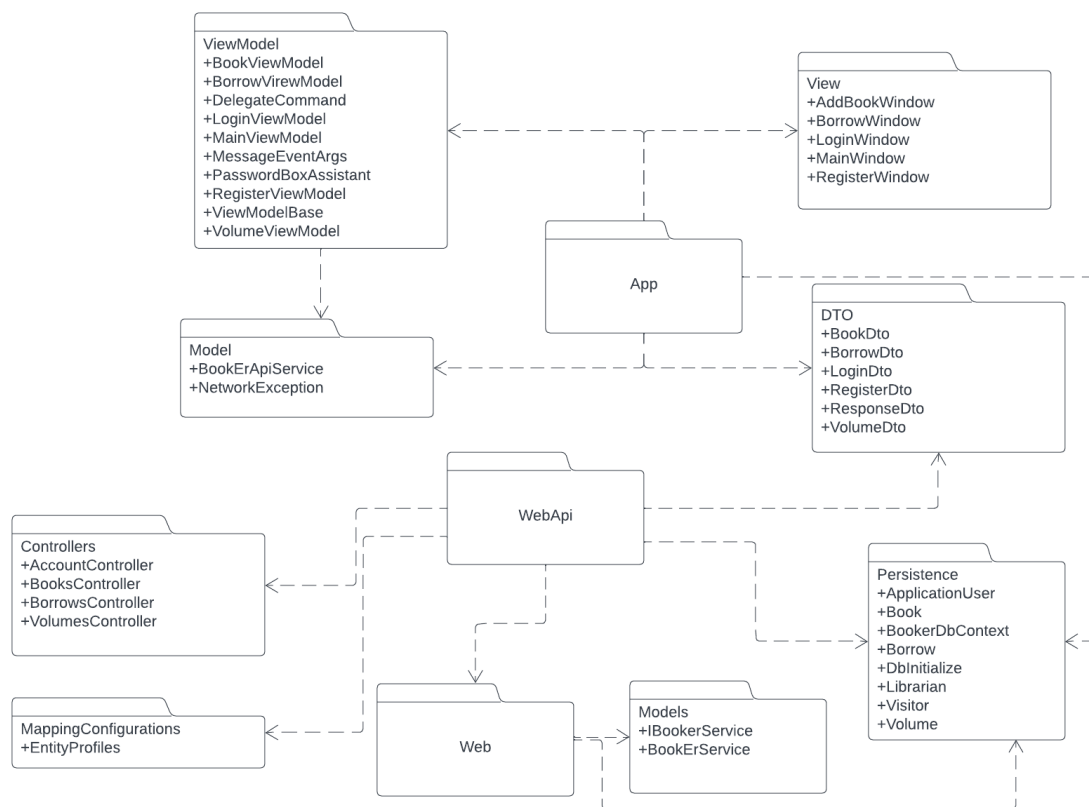 ViewModel
+BookViewModel
+BorrowVirewModel
+DelegateCommand
+LoginViewModel
+MainViewModel
+MessageEventArgs
+PasswordBoxAssistant
+RegisterViewModel
+ViewModelBase
+VolumeViewModel
View
+AddBookWindow
+BorrowWindow
+LoginWindow
+MainWindow
+RegisterWindow
App
DTO
+BookDto
+BorrowDto
+LoginDto
+RegisterDto
+ResponseDto
+VolumeDto
Model
+BookErApiService
+NetworkException
WebApi
Controllers
+AccountController
+BooksController
+BorrowsController
+VolumesController
Persistence
+ApplicationUser
+Book
+BookerDbContext
+Borrow
+DbInitialize
+Librarian
+Visitor
+Volume
MappingConfigurations
+EntityProfiles
Web
Models
+IBookerService
+BookErService